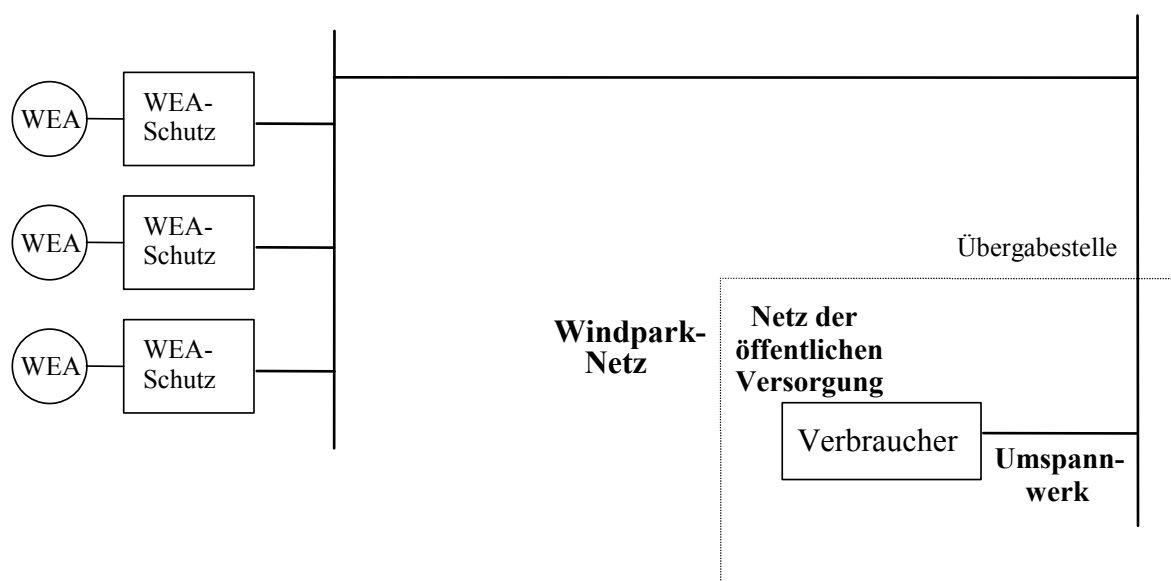 WEA
WEA-
Schutz
WEA
WEA-
Schutz
WEA
WEA-
Schutz
Übergabestelle
Windpark-
Netz
Netz der
öffentlichen
Versorgung
Verbraucher
Umspann-
werk